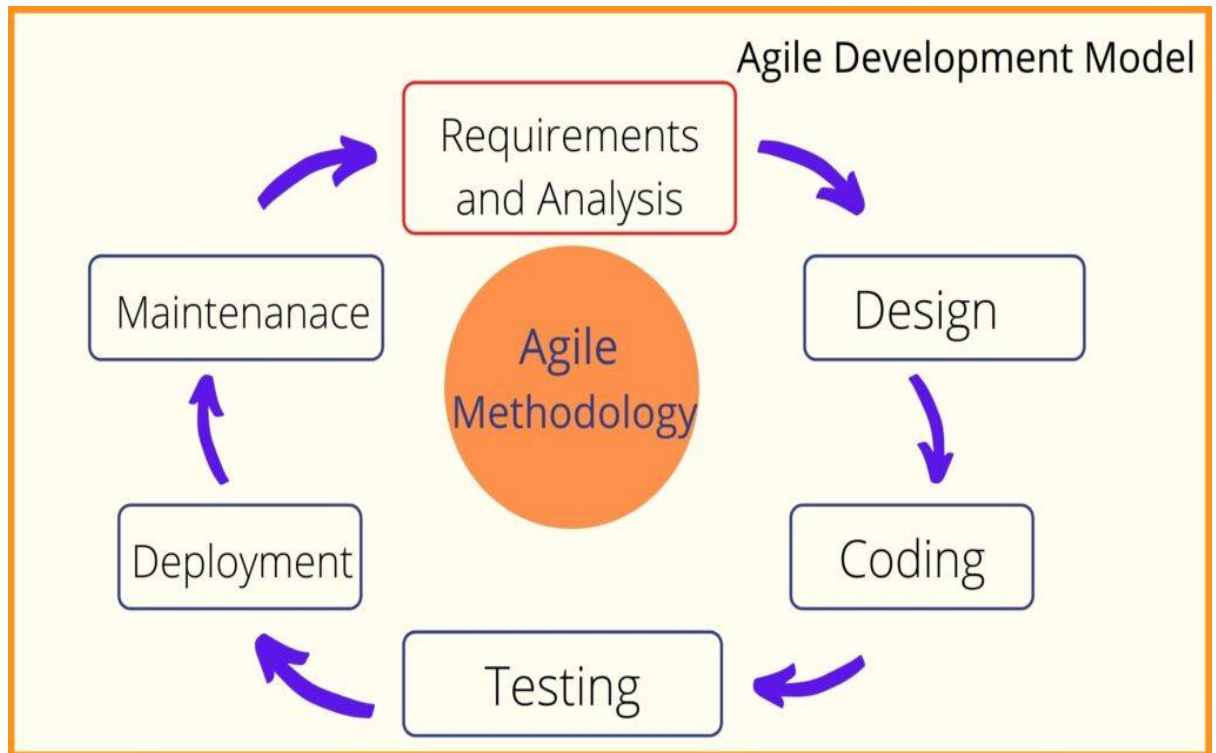 Agile Development Model
Requirements
and Analysis
Design
Coding
Testing
Deployment
Maintenanace
Agile
Methodology